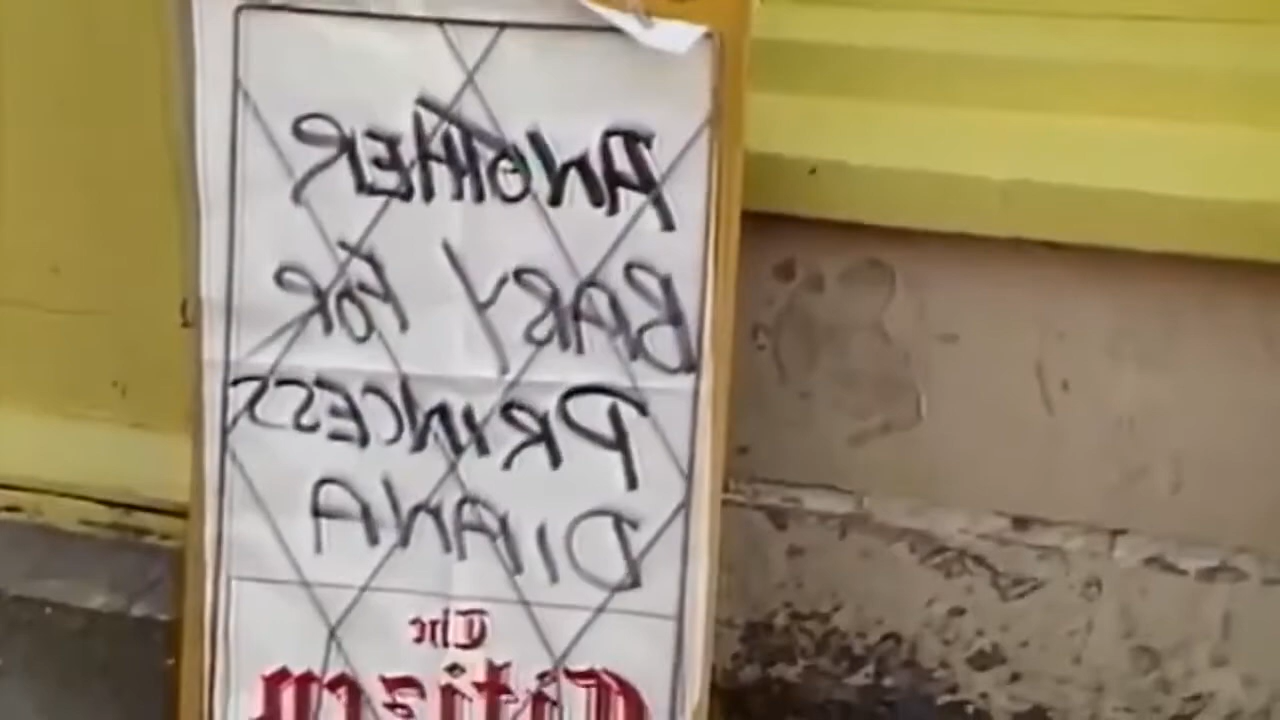 ANOTHER
BABY FOR
PRINCESS
DIANA
The
Citizen